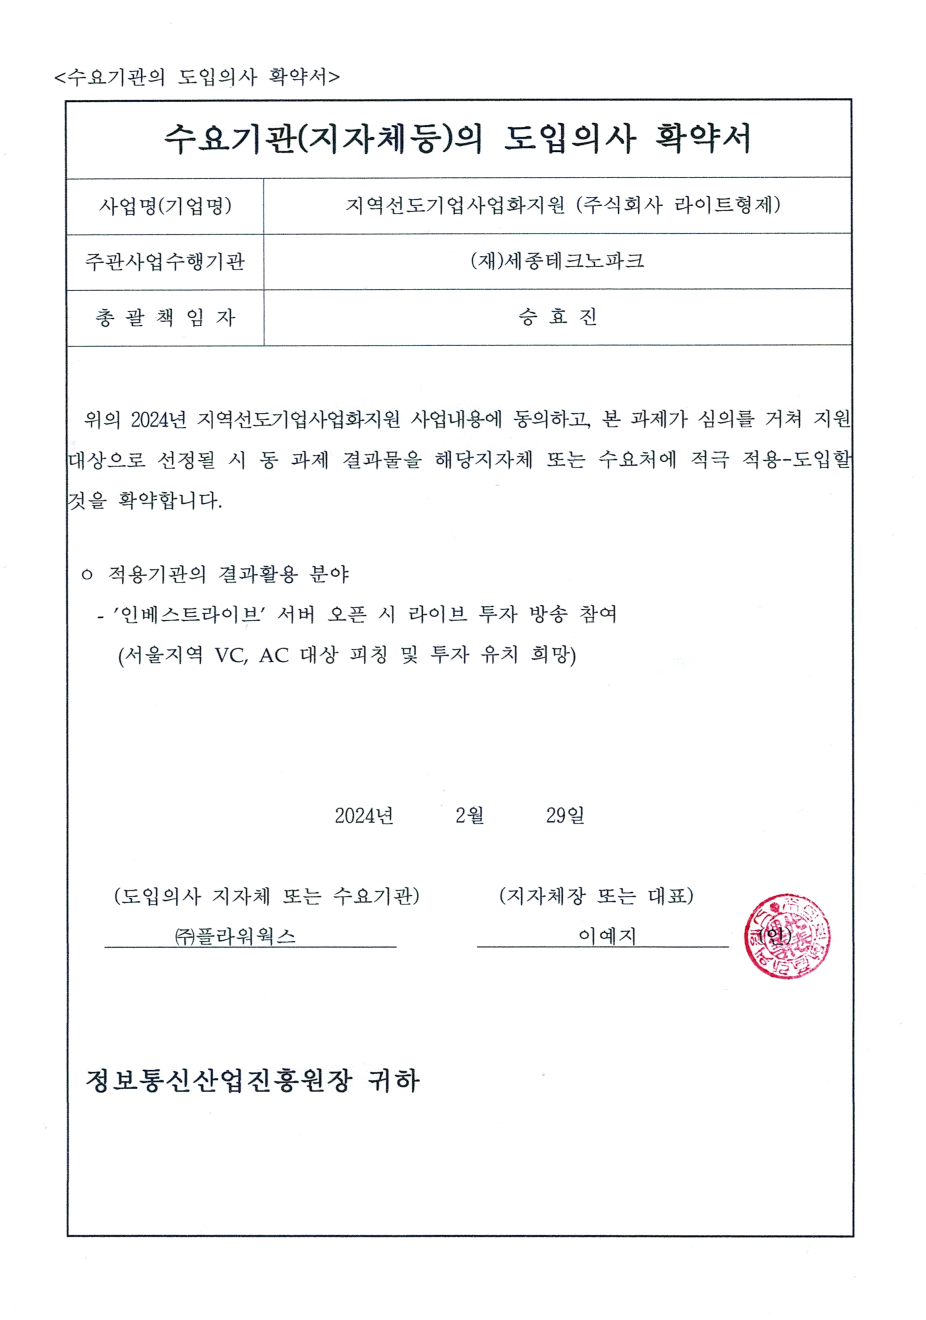 <수요기관의 도입의사 확약서>
수요기관(지자체등)의 도입의사 확약서
사업명(기업명) 지역선도기업사업화지원 (주식회사 라이트형제)
주관사업수행기관 (재)세종테크노파크
총 괄 책 임 자 승 효 진
위의 2024년 지역선도기업사업화지원 사업내용에 동의하고, 본 과제가 심의를 거쳐 지원
대상으로 선정될 시 동 과제 결과물을 해당지자체 또는 수요처에 적극 적용-도입할
것을 확약합니다.
ㅇ 적용기관의 결과활용 분야
- '인베스트라이브' 서버 오픈 시 라이브 투자 방송 참여
(서울지역 VC, AC 대상 피칭 및 투자 유치 희망)
2024년 2월 29일
(도입의사 지자체 또는 수요기관) (지자체장 또는 대표)
㈜플라워웍스 이예지 (인)
정보통신산업진흥원장 귀하